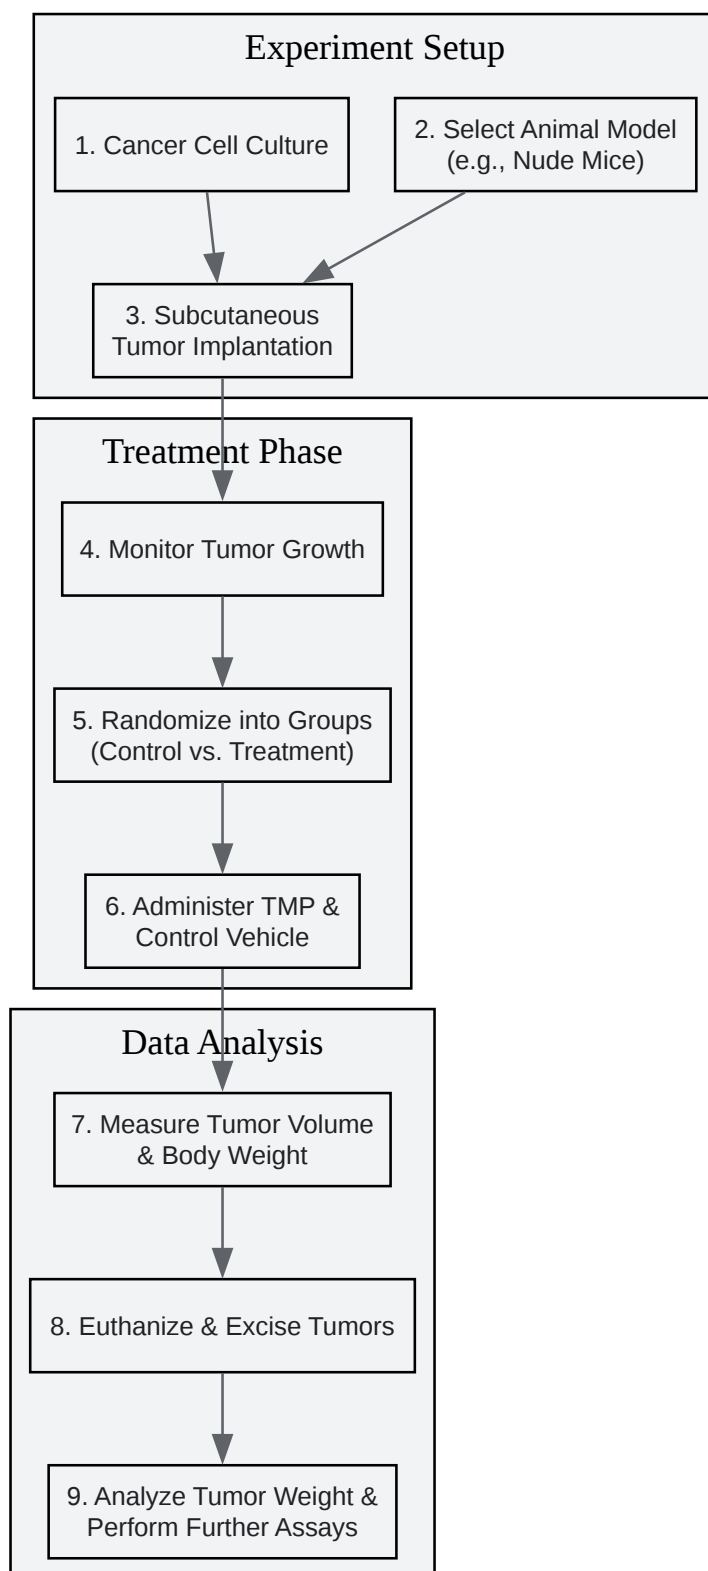 Experiment Setup
1. Cancer Cell Culture
2. Select Animal Model
(e.g., Nude Mice)
3. Subcutaneous
Tumor Implantation
Treatment Phase
4. Monitor Tumor Growth
5. Randomize into Groups
(Control vs. Treatment)
6. Administer TMP &
Control Vehicle
Data Analysis
7. Measure Tumor Volume
& Body Weight
8. Euthanize & Excise Tumors
9. Analyze Tumor Weight &
Perform Further Assays